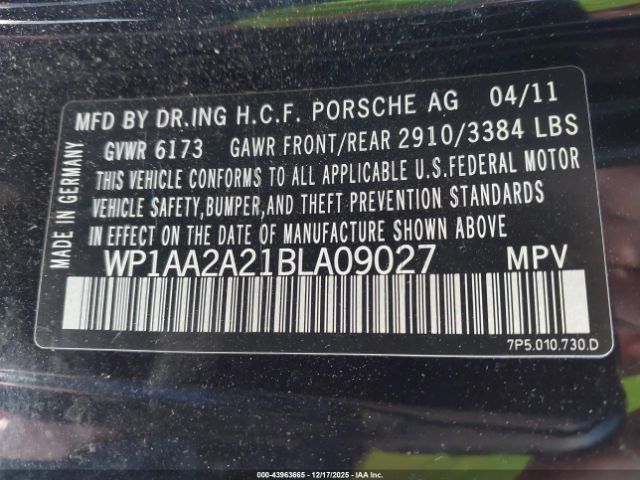 MFD BY DR.ING H.C.F. PORSCHE AG 04/11
GVWR 6173 GAWR FRONT/REAR 2910/3384 LBS
THIS VEHICLE CONFORMS TO ALL APPLICABLE U.S.FEDERAL MOTOR
VEHICLE SAFETY,BUMPER,AND THEFT PREVENTION STANDARDS
IN EFFECT ON THE DATE OF MANUFACTURE SHOWN ABOVE
MADE IN GERMANY
WP1AA2A21BLA09027 MPV
7P5.010.730.D
00-43963665 - 12/17/2025 - IAA Inc.